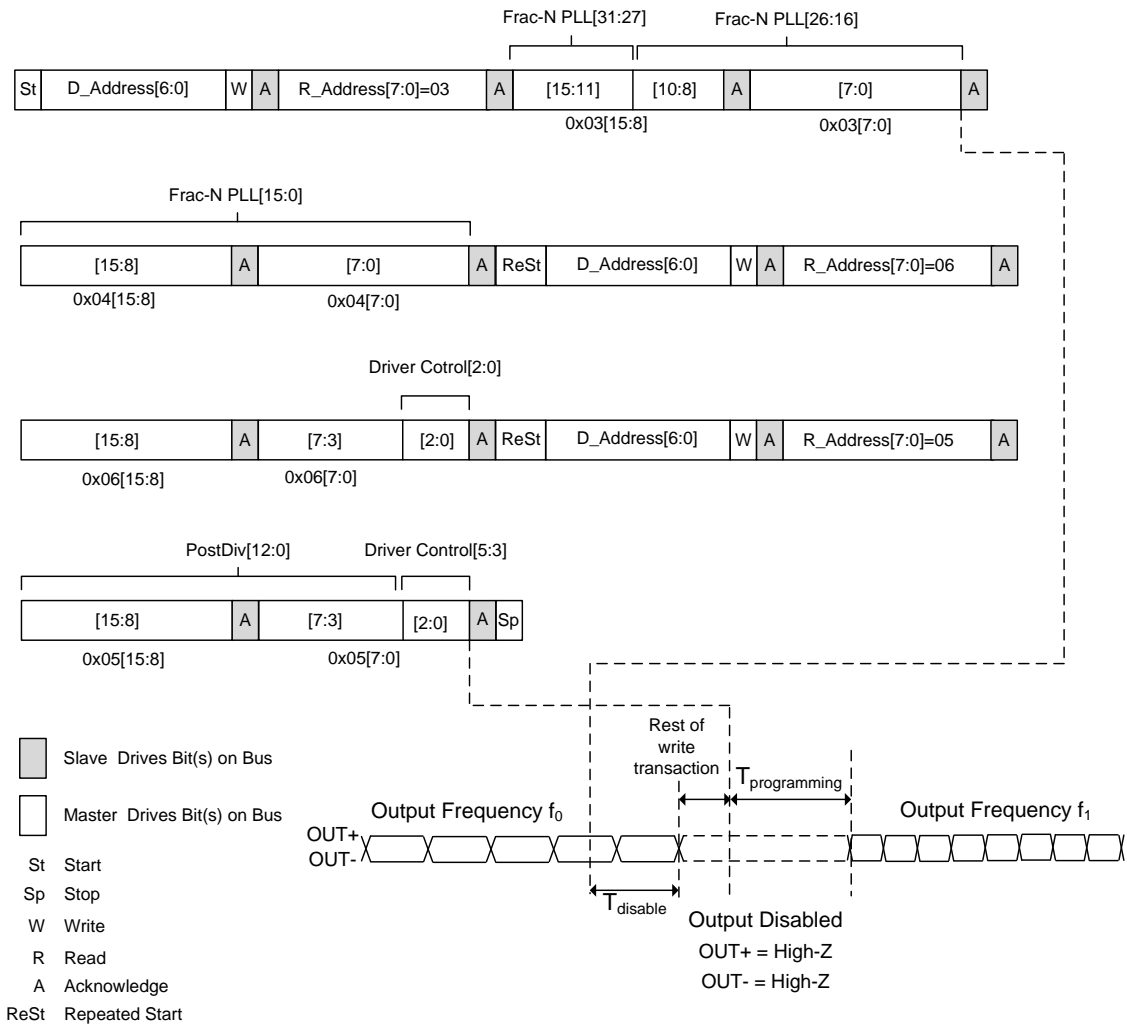 Frac-N PLL[31:27] Frac-N PLL[26:16]
St D_Address[6:0] W A R_Address[7:0]=03 A [15:11] [10:8] A [7:0] A
0x03[15:8] 0x03[7:0]
Frac-N PLL[15:0]
[15:8] A [7:0] A ReSt D_Address[6:0] W A R_Address[7:0]=06 A
0x04[15:8] 0x04[7:0]
Driver Cotrol[2:0]
[15:8] A [7:3] [2:0] A ReSt D_Address[6:0] W A R_Address[7:0]=05 A
0x06[15:8] 0x06[7:0]
PostDiv[12:0] Driver Control[5:3]
[15:8] A [7:3] [2:0] A Sp
0x05[15:8] 0x05[7:0]
Slave Drives Bit(s) on Bus
Master Drives Bit(s) on Bus
St Start
Sp Stop
W Write
R Read
A Acknowledge
ReSt Repeated Start
Rest of
write
transaction
Tprogramming
Output Frequency f0
Output Frequency f1
OUT+
OUT-
Tdisable
Output Disabled
OUT+ = High-Z
OUT- = High-Z